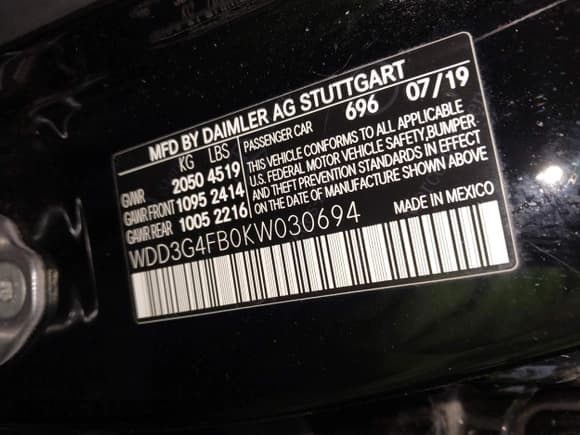 MFD BY DAIMLER AG STUTTGART
KG LBS
GVWR 2050 4519
GAWR FRONT 1095 2414
GAWR REAR 1005 2216
PASSENGER CAR 696 07/19
THIS VEHICLE CONFORMS TO ALL APPLICABLE
U.S. FEDERAL MOTOR VEHICLE SAFETY,BUMPER
AND THEFT PREVENTION STANDARDS IN EFFECT
ON THE DATE OF MANUFACTURE SHOWN ABOVE
WDD3G4FB0KW030694
MADE IN MEXICO